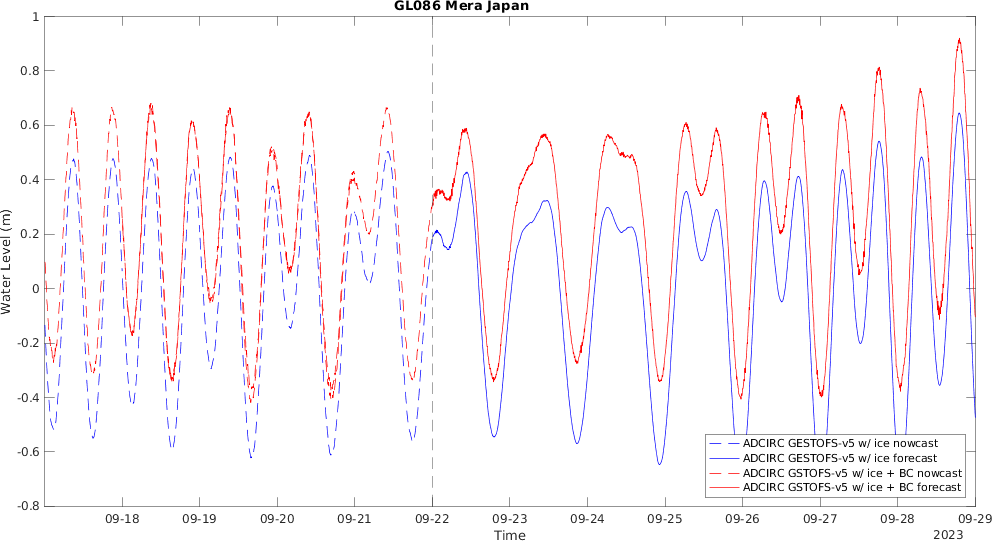 GL086 Mera Japan
Water Level (m)
1
0.8
0.6
0.4
0.2
0
-0.2
-0.4
-0.6
-0.8
ADCIRC GESTOFS-v5 w/ ice nowcast
ADCIRC GESTOFS-v5 w/ ice forecast
ADCIRC GSTOFS-v5 w/ ice + BC nowcast
ADCIRC GSTOFS-v5 w/ ice + BC forecast
09-18 09-19 09-20 09-21 09-22 09-23 09-24 09-25 09-26 09-27 09-28 09-29
Time
2023